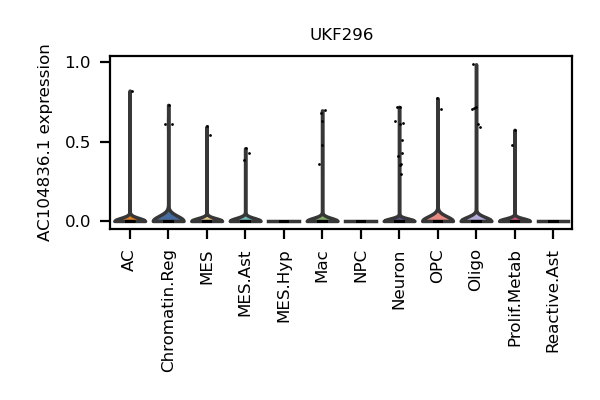 UKF296
AC104836.1 expression
1.0
0.5
0.0
AC
Chromatin.Reg
MES
MES.Ast
MES.Hyp
Mac
NPC
Neuron
OPC
Oligo
Prolif.Metab
Reactive.Ast